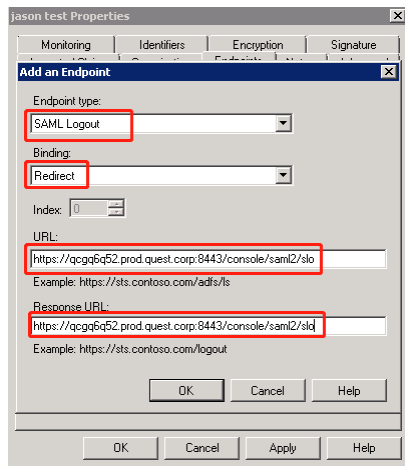 jason test Properties
Monitoring Identifiers Encryption Signature
Add an Endpoint
Endpoint type:
SAML Logout
Binding:
Redirect
Index: 0
URL:
https://qcgq6q52.prod.quest.corp:8443/console/saml2/slo
Example: https://sts.contoso.com/adfs/ls
Response URL:
https://qcgq6q52.prod.quest.corp:8443/console/saml2/slo
Example: https://sts.contoso.com/logout
OK Cancel Help
OK Cancel Apply Help